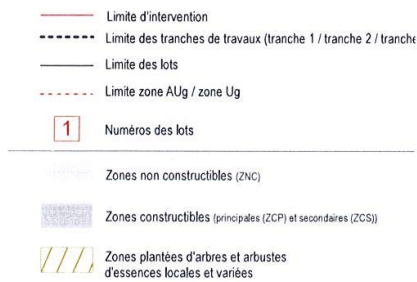 Limite d'intervention
Limite des tranches de travaux (tranche 1 / tranche 2 / tranche
Limite des lots
Limite zone AUg / zone Ug
1 Numéros des lots
Zones non constructibles (ZNC)
Zones constructibles (principales (ZCP) et secondaires (ZCS))
Zones plantées d'arbres et arbustes
d'essences locales et variées